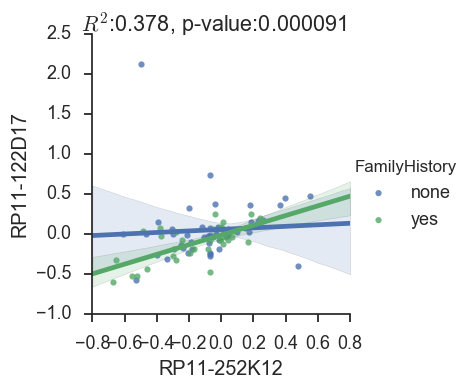 R²:0.378, p-value:0.000091
2.5
2.0
1.5
1.0
0.5
0.0
−0.5
−1.0
RP11-122D17
−0.8 −0.6 −0.4 −0.2 0.0 0.2 0.4 0.6 0.8
RP11-252K12
FamilyHistory
none
yes